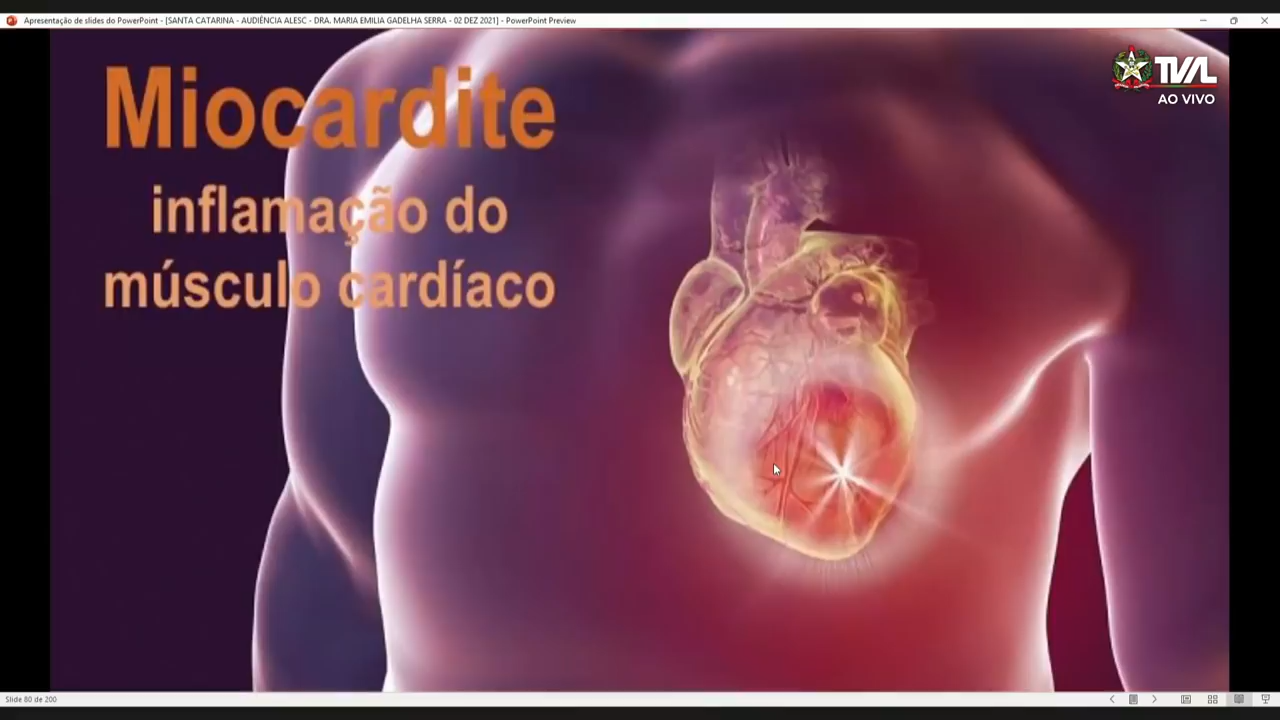 Apresentação de slides do PowerPoint - [SANTA CATARINA - AUDIÊNCIA ALESC - DRA. MARIA EMILIA GADELHA SERRA - 02 DEZ 2021] - PowerPoint Preview
TVAL
AO VIVO
Miocardite
inflamação do
músculo cardíaco
Slide 80 de 200